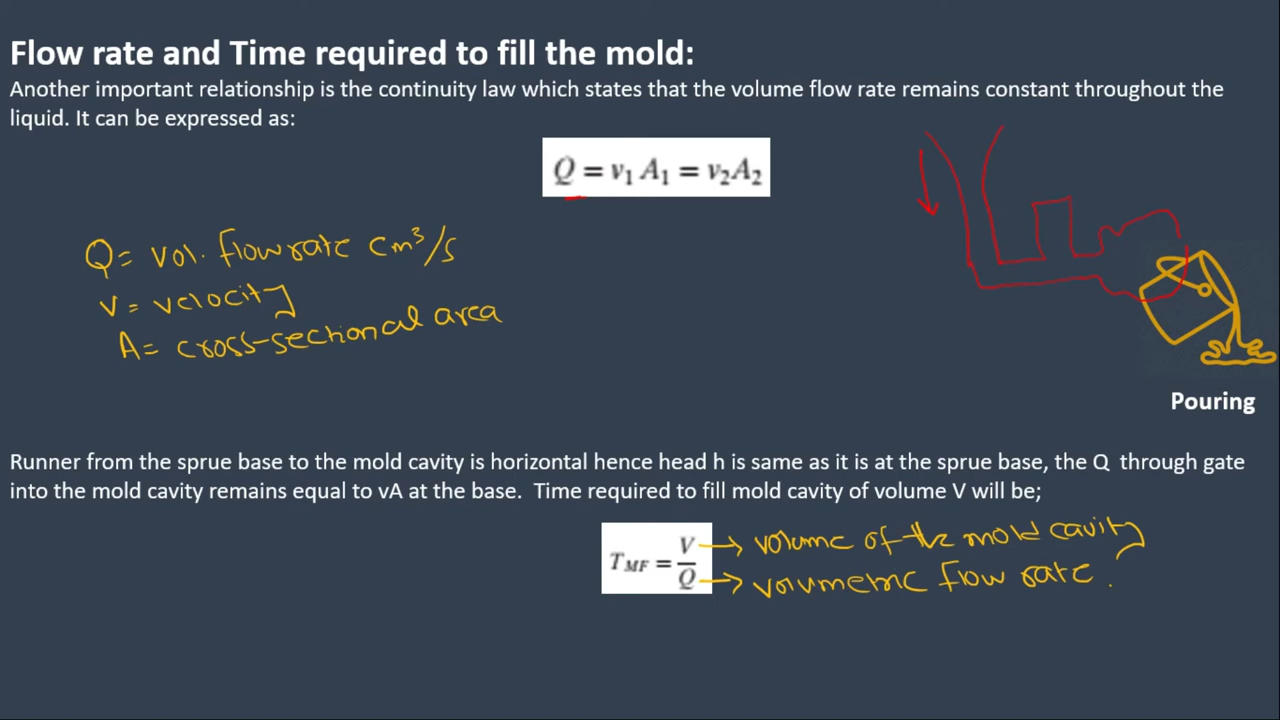 Flow rate and Time required to fill the mold:
Another important relationship is the continuity law which states that the volume flow rate remains constant throughout the
liquid. It can be expressed as:
Q = v₁ A₁ = v₂A₂
Q = vol. flow rate cm³/s
v = velocity
A = cross-sectional area
Pouring
Runner from the sprue base to the mold cavity is horizontal hence head h is same as it is at the sprue base, the Q through gate
into the mold cavity remains equal to vA at the base. Time required to fill mold cavity of volume V will be;
T_MF = V/Q
volume of the mold cavity
volumetric flow rate.